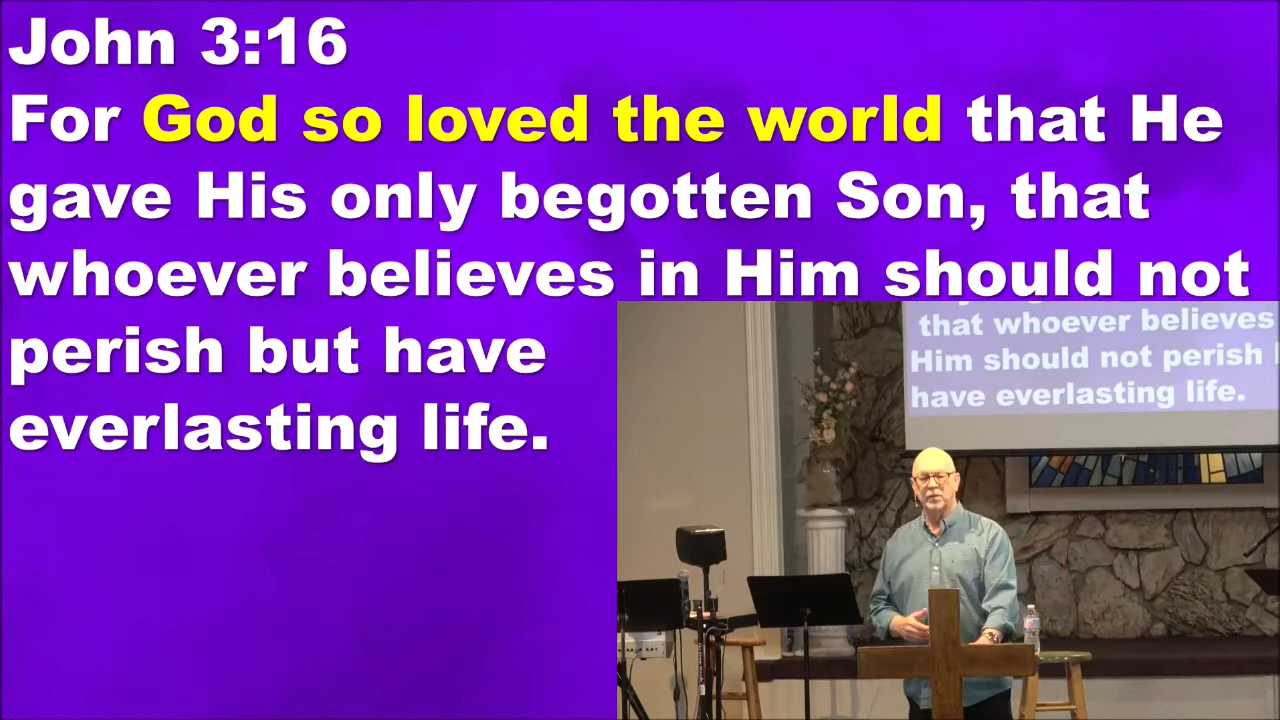 John 3:16
For God so loved the world that He
gave His only begotten Son, that
whoever believes in Him should not
perish but have
everlasting life.
that whoever believes
Him should not perish
have everlasting life.